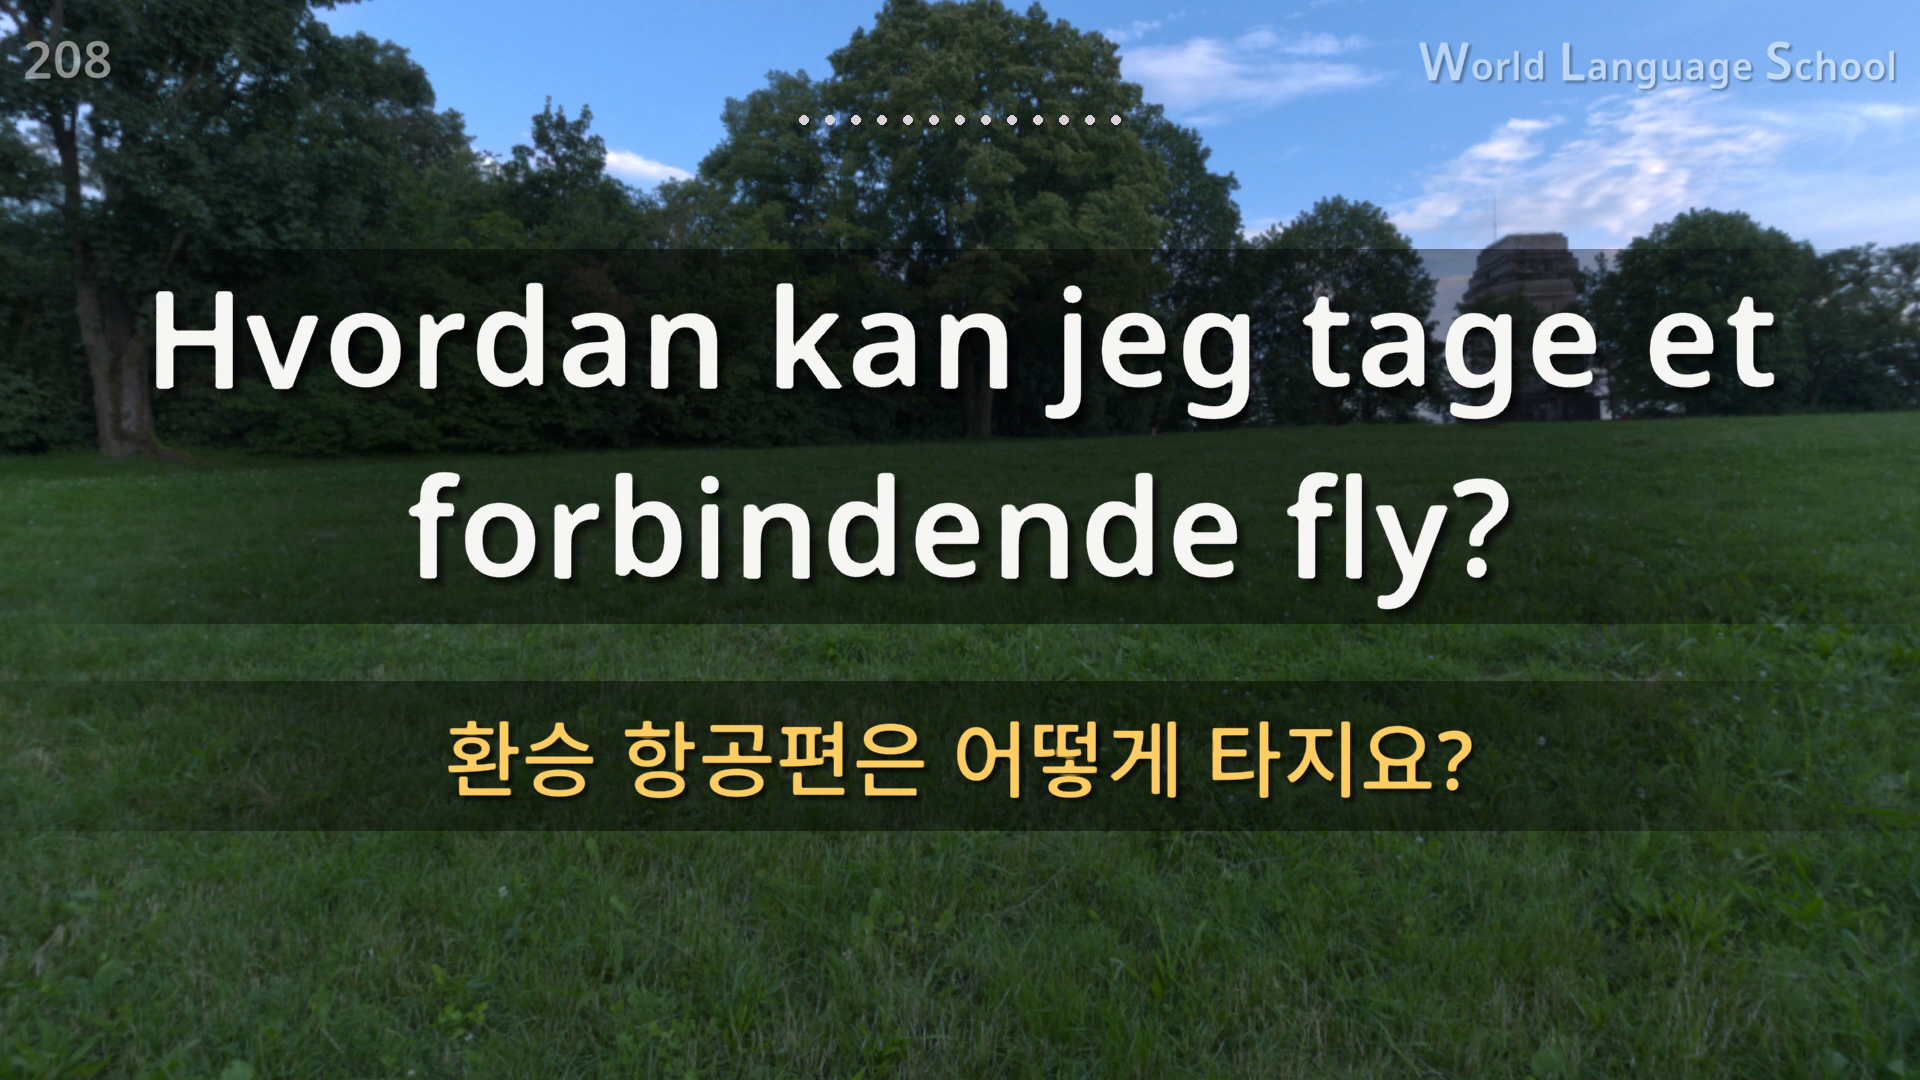 208
World Language School
Hvordan kan jeg tage et
forbindende fly?
환승 항공편은 어떻게 타지요?